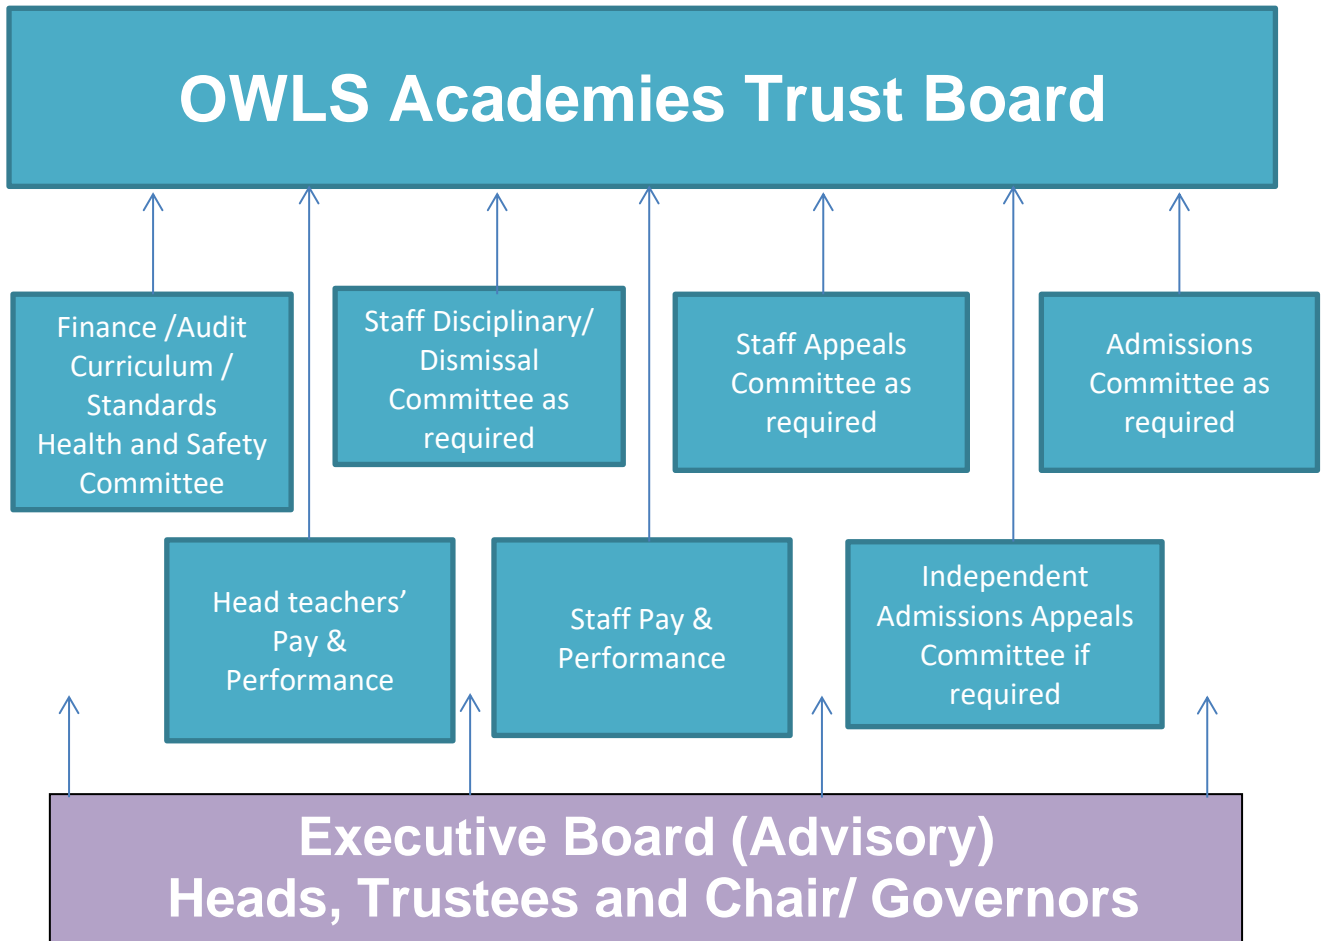 OWLS Academies Trust Board
Finance /Audit
Curriculum /
Standards
Health and Safety
Committee
Staff Disciplinary/
Dismissal
Committee as
required
Staff Appeals
Committee as
required
Admissions
Committee as
required
Head teachers’
Pay &
Performance
Staff Pay &
Performance
Independent
Admissions Appeals
Committee if
required
Executive Board (Advisory)
Heads, Trustees and Chair/ Governors